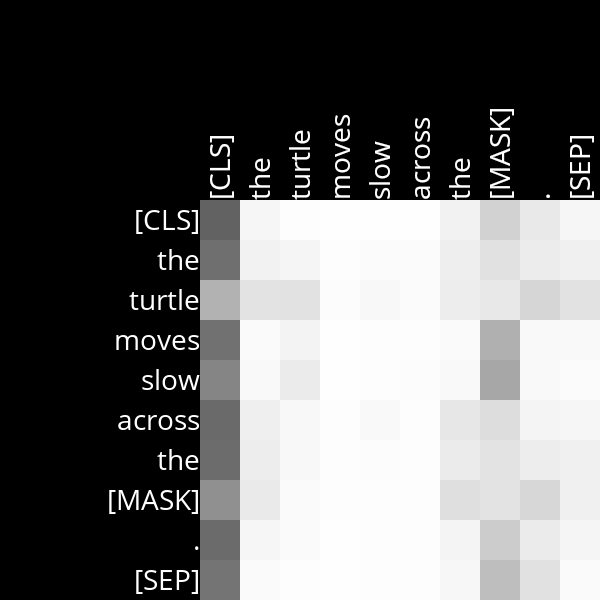 [CLS] the turtle moves slow across the [MASK] . [SEP]
[CLS]
the
turtle
moves
slow
across
the
[MASK]
.
[SEP]